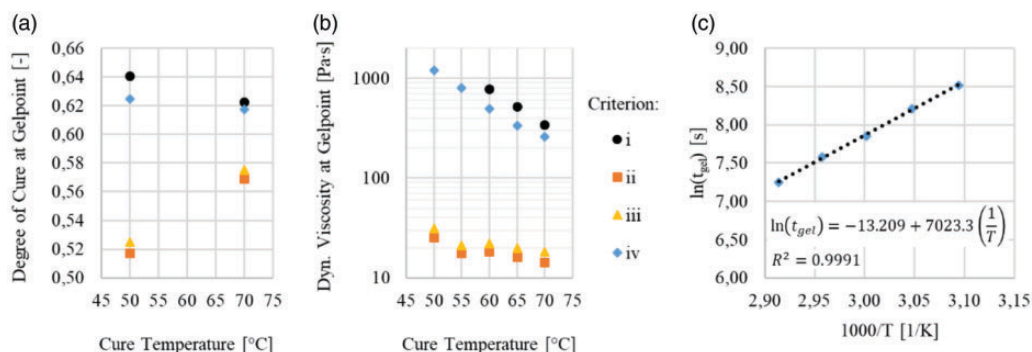 (a)
Degree of Cure at Gelpoint [-]
0,66
0,64
0,62
0,60
0,58
0,56
0,54
0,52
0,50
45 50 55 60 65 70 75
Cure Temperature [°C]
(b)
Dyn. Viscosity at Gelpoint [Pa·s]
1000
100
10
45 50 55 60 65 70 75
Cure Temperature [°C]
Criterion:
i
ii
iii
iv
(c)
ln(t_gel) [s]
9,00
8,50
8,00
7,50
7,00
6,50
6,00
ln(t_gel) = −13.209 + 7023.3 (1/T)
R² = 0.9991
2,90 2,95 3,00 3,05 3,10 3,15
1000/T [1/K]